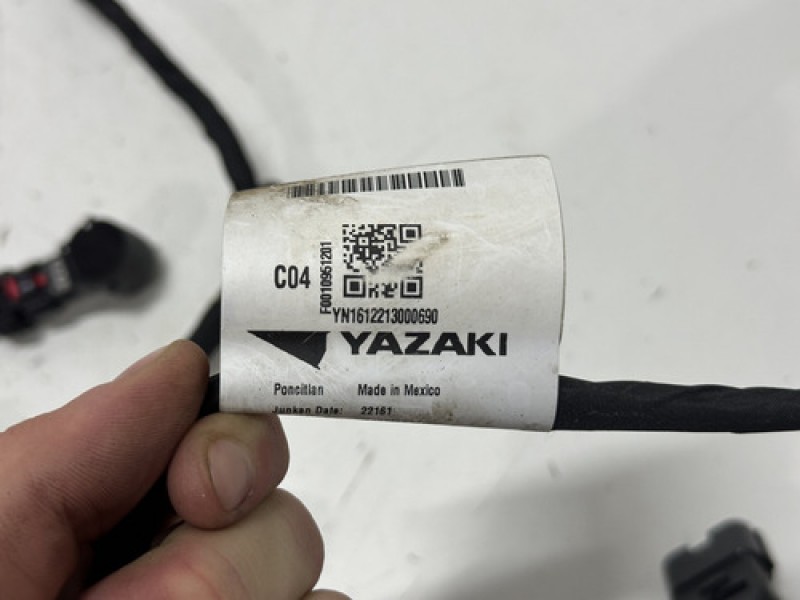 C04
F0010951201
YN1612213000690
YAZAKI
Poncitlan Made in Mexico
Junken Date: 22161